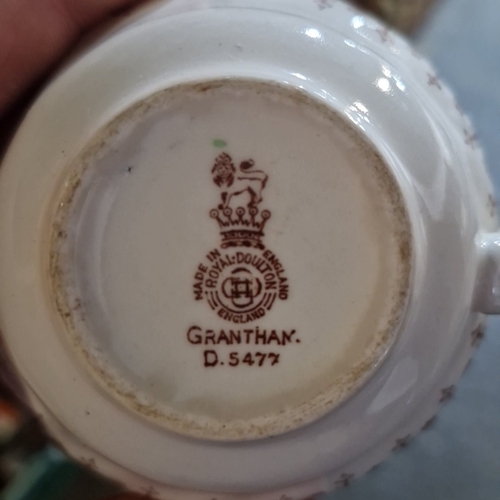 MADE IN ENGLAND
ROYAL·DOULTON
ENGLAND
GRANTHAM.
D.5477